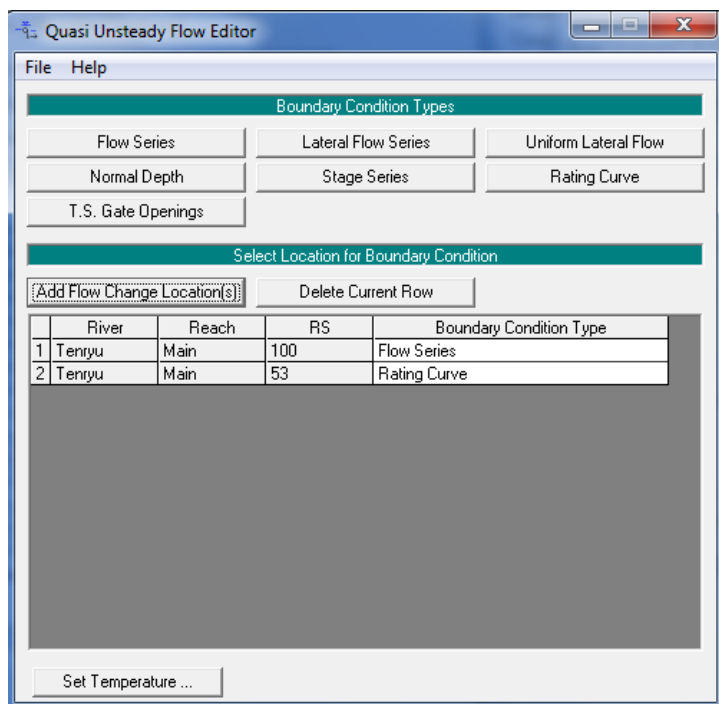 Quasi Unsteady Flow Editor
File Help
Boundary Condition Types
Flow Series Lateral Flow Series Uniform Lateral Flow
Normal Depth Stage Series Rating Curve
T.S. Gate Openings
Select Location for Boundary Condition
Add Flow Change Location(s) Delete Current Row
River Reach RS Boundary Condition Type
1 Tenryu Main 100 Flow Series
2 Tenryu Main 53 Rating Curve
Set Temperature ...